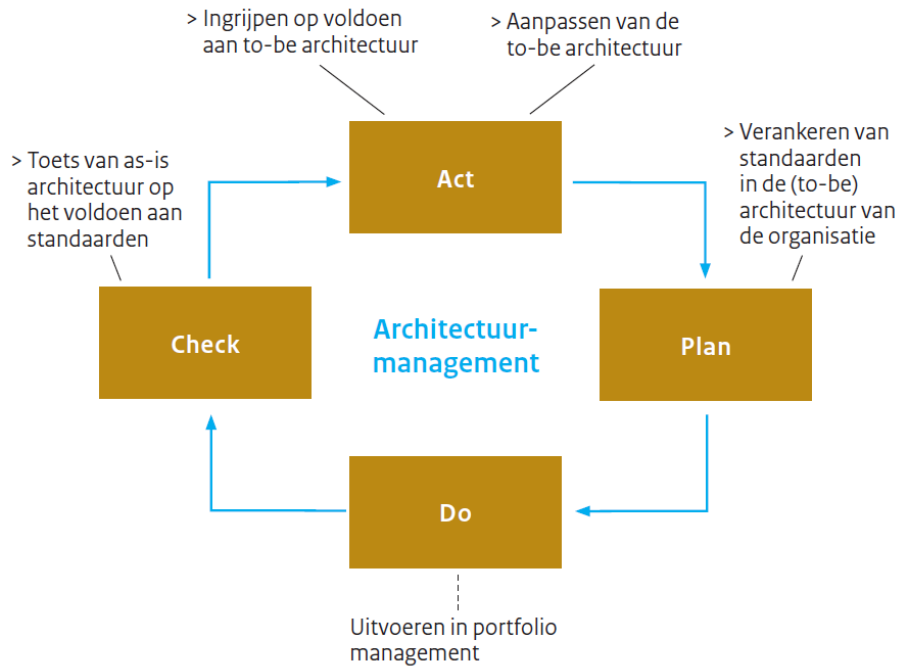 > Ingrijpen op voldoen
aan to-be architectuur
> Aanpassen van de
to-be architectuur
Act
> Toets van as-is
architectuur op
het voldoen aan
standaarden
> Verankeren van
standaarden
in de (to-be)
architectuur van
de organisatie
Check
Architectuur-
management
Plan
Do
Uitvoeren in portfolio
management